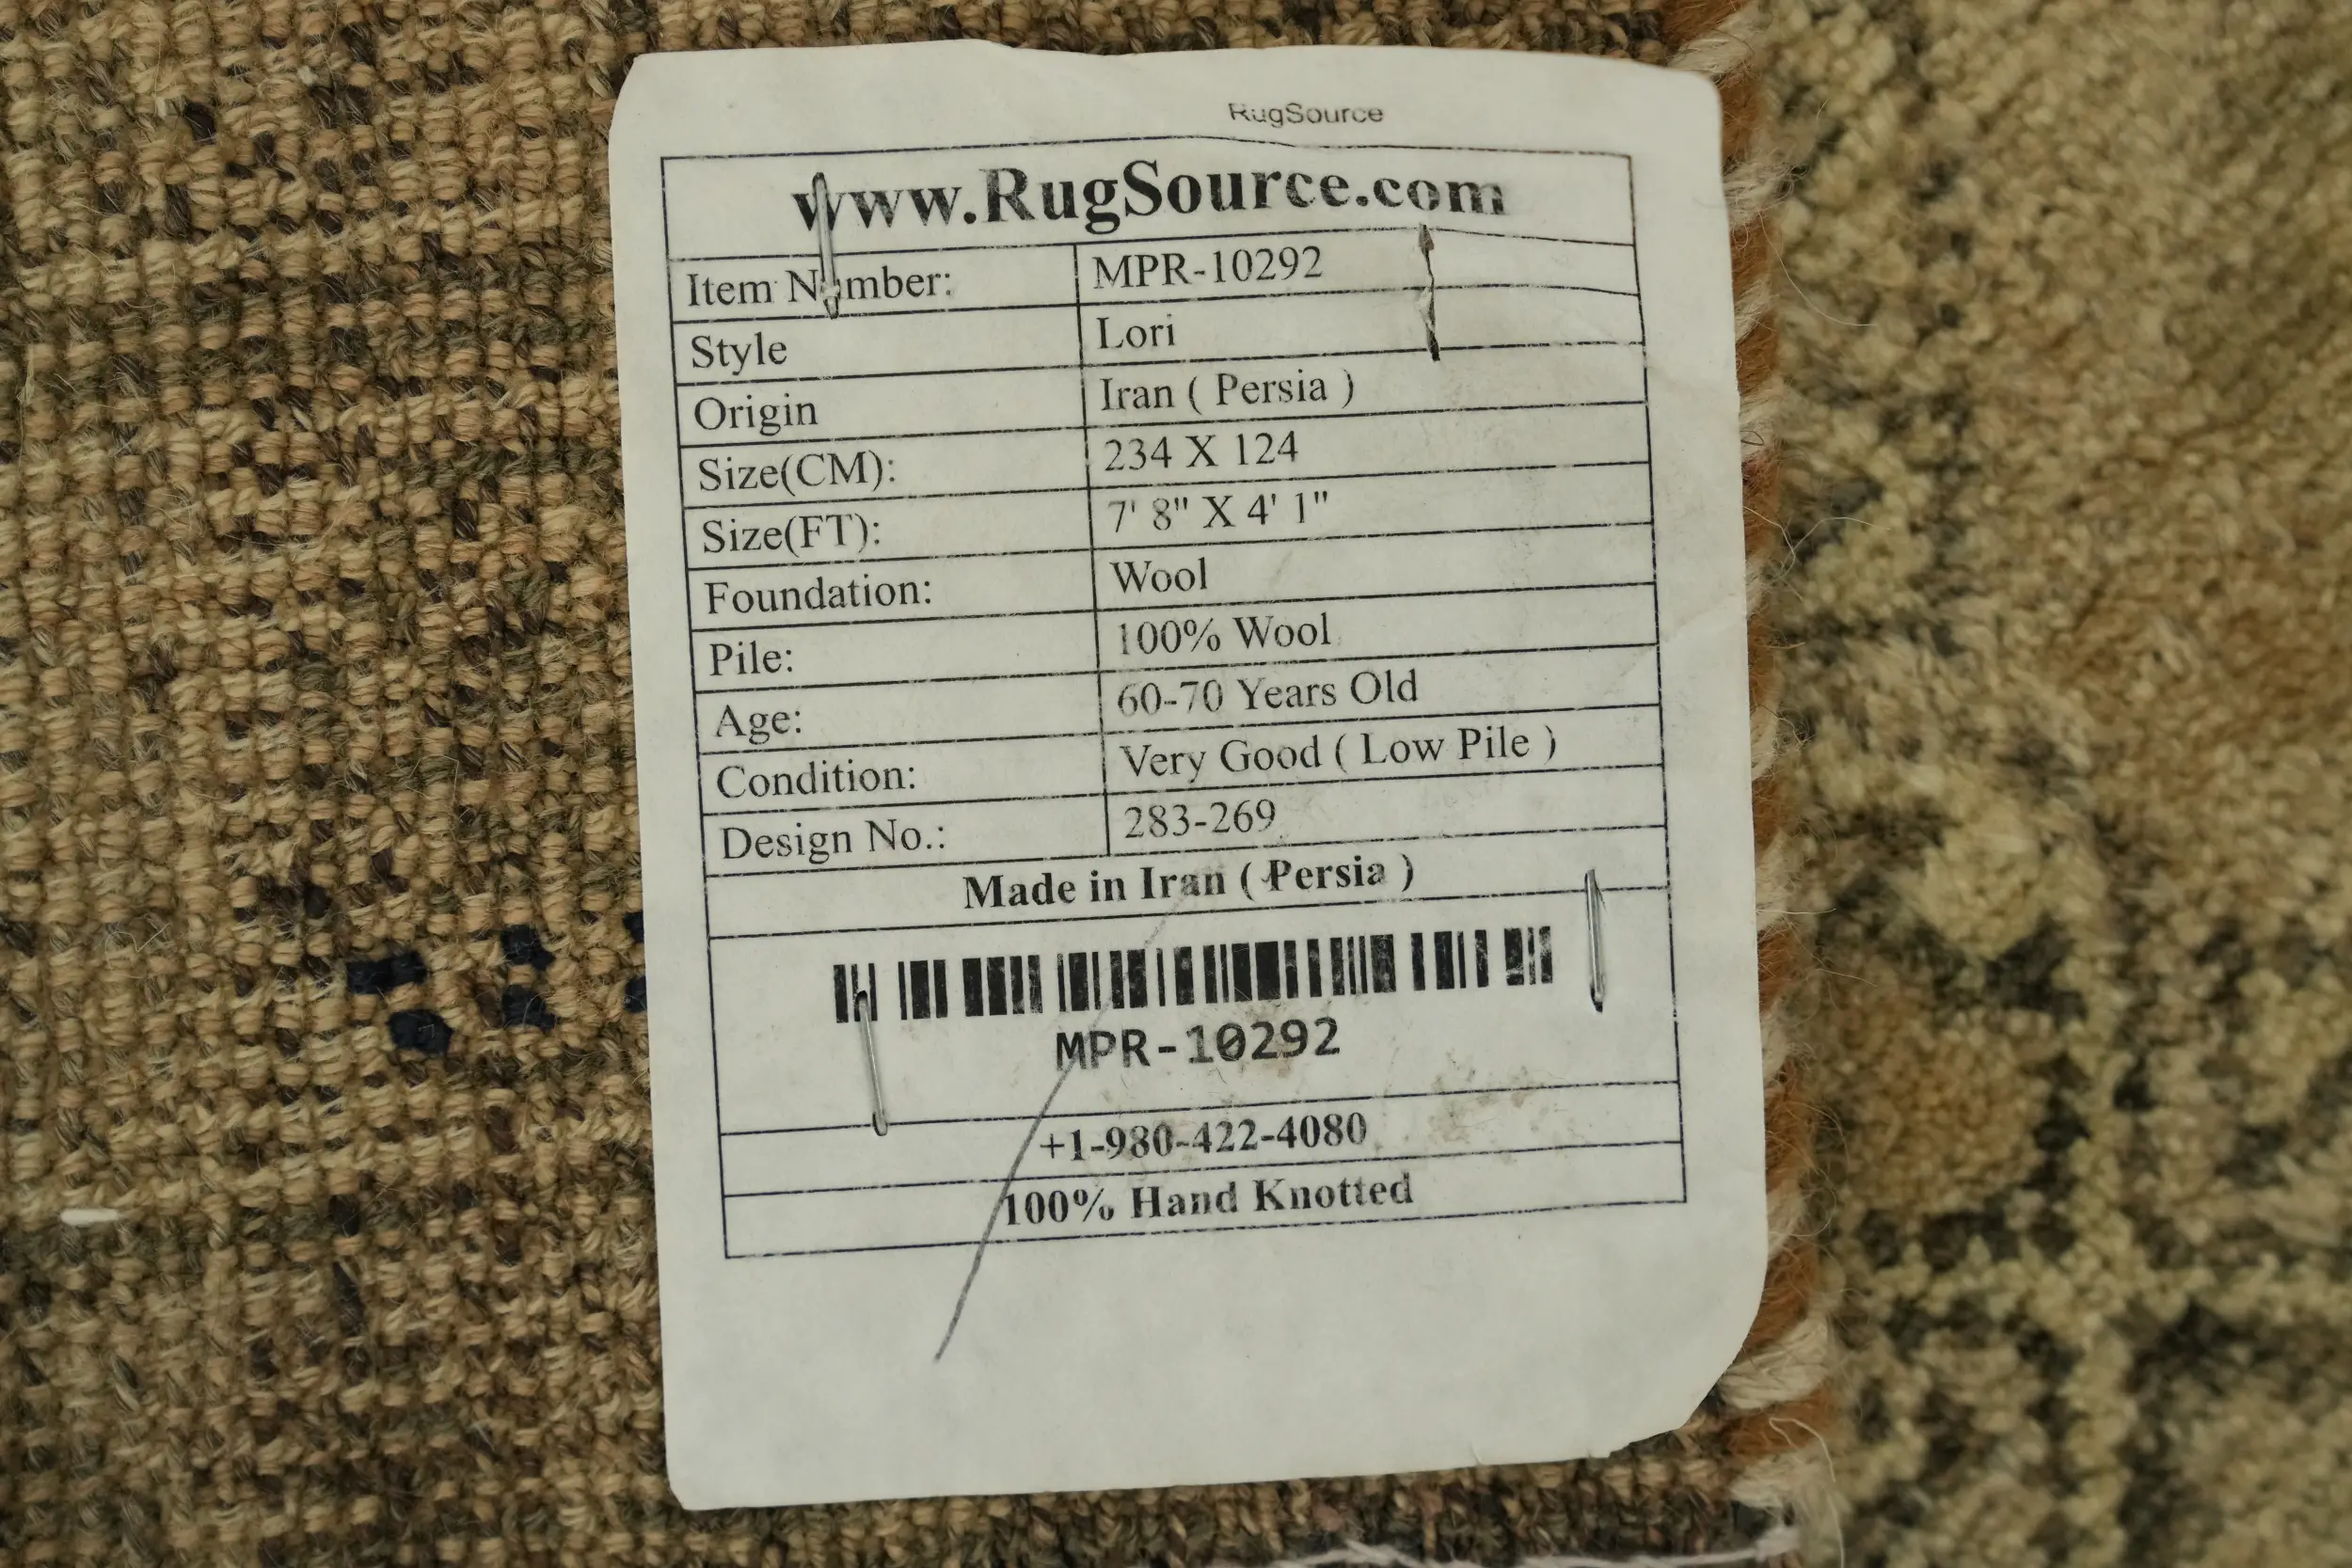 RugSource
www.RugSource.com
Item Number: MPR-10292
Style Lori
Origin Iran ( Persia )
Size(CM): 234 X 124
Size(FT): 7' 8" X 4' 1"
Foundation: Wool
Pile: 100% Wool
Age: 60-70 Years Old
Condition: Very Good ( Low Pile )
Design No.: 283-269
Made in Iran ( Persia )
MPR-10292
+1-980-422-4080
100% Hand Knotted